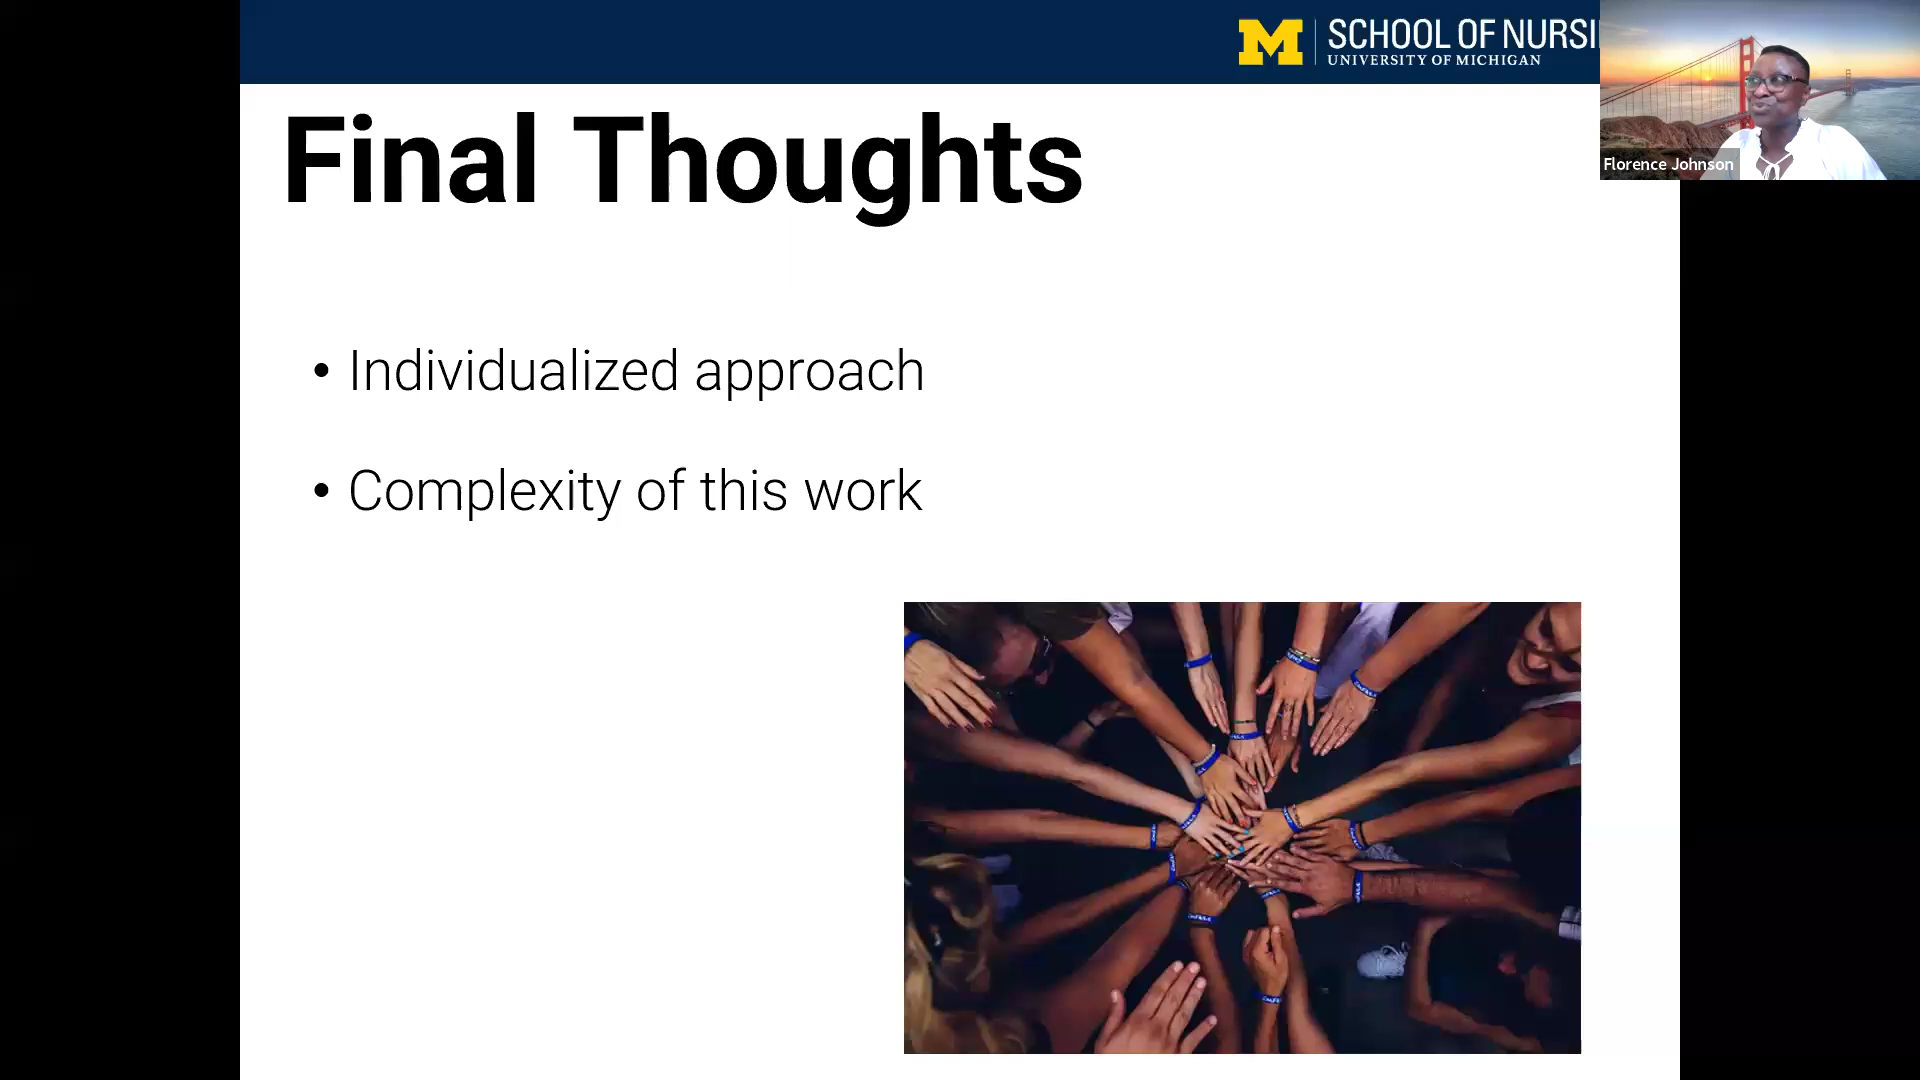 M SCHOOL OF NURSI
UNIVERSITY OF MICHIGAN
Florence Johnson
Final Thoughts
• Individualized approach
• Complexity of this work